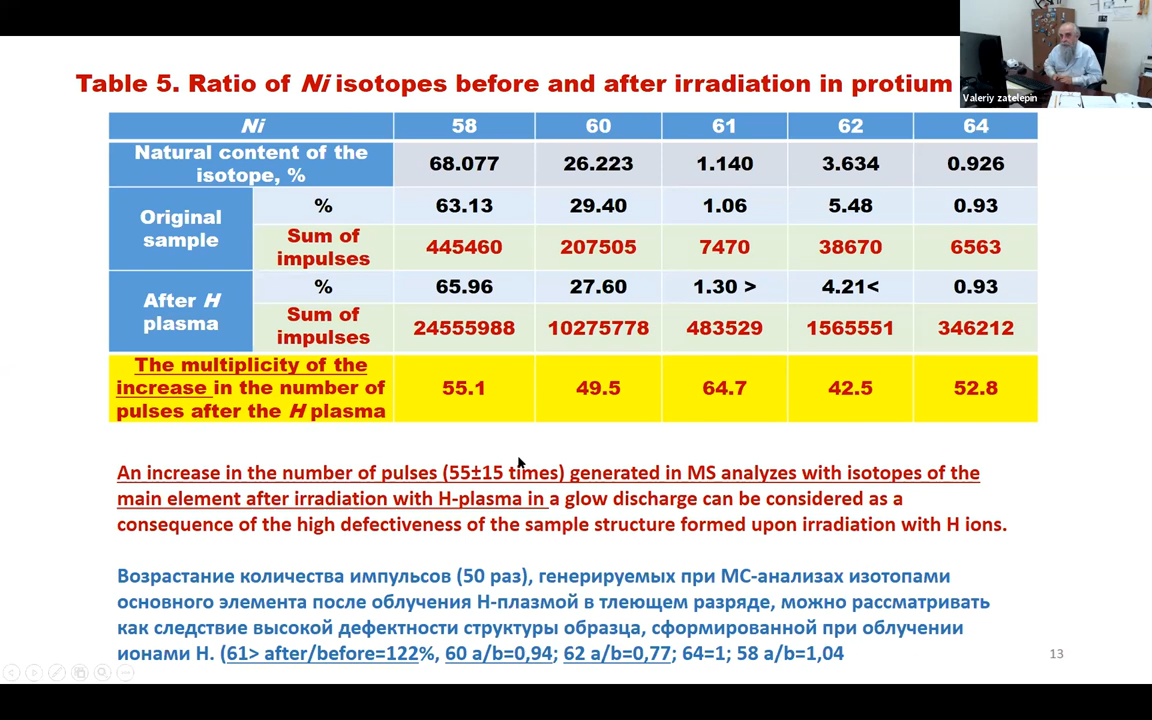 Valeriy zatelepin
Table 5. Ratio of Ni isotopes before and after irradiation in protium
Ni 58 60 61 62 64
Natural content of the
isotope, % 68.077 26.223 1.140 3.634 0.926
Original
sample
% 63.13 29.40 1.06 5.48 0.93
Sum of
impulses 445460 207505 7470 38670 6563
After H
plasma
% 65.96 27.60 1.30 > 4.21< 0.93
Sum of
impulses 24555988 10275778 483529 1565551 346212
The multiplicity of the
increase in the number of
pulses after the H plasma
55.1 49.5 64.7 42.5 52.8
An increase in the number of pulses (55±15 times) generated in MS analyzes with isotopes of the
main element after irradiation with H-plasma in a glow discharge can be considered as a
consequence of the high defectiveness of the sample structure formed upon irradiation with H ions.
Возрастание количества импульсов (50 раз), генерируемых при МС-анализах изотопами
основного элемента после облучения Н-плазмой в тлеющем разряде, можно рассматривать
как следствие высокой дефектности структуры образца, сформированной при облучении
ионами Н. (61> after/before=122%, 60 a/b=0,94; 62 a/b=0,77; 64=1; 58 a/b=1,04
13